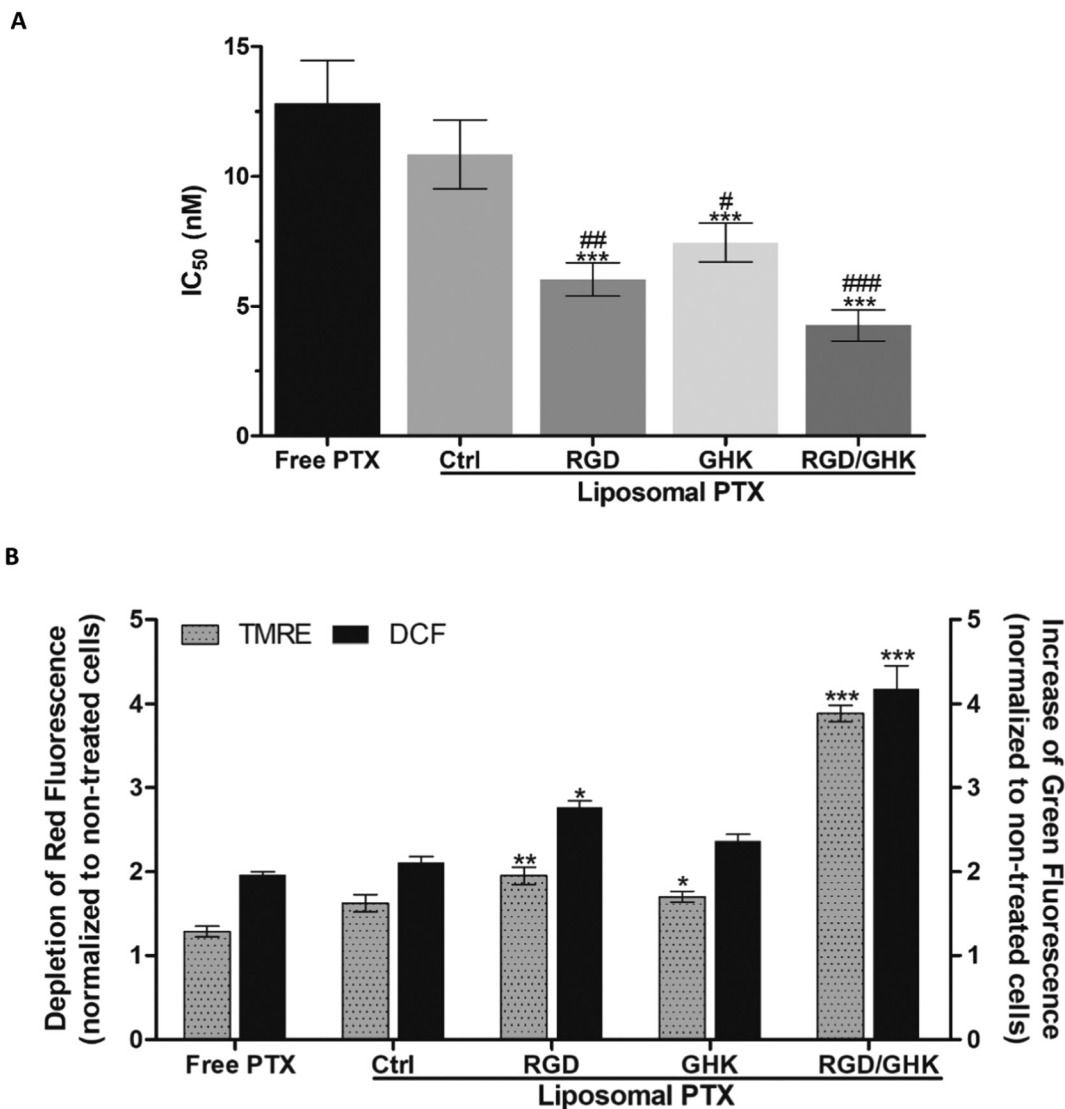 A
15
10
5
0
IC50 (nM)
##
***
#
***
###
***
Free PTX Ctrl RGD GHK RGD/GHK
Liposomal PTX
B
Depletion of Red Fluorescence
(normalized to non-treated cells)
5
4
3
2
1
0
TMRE DCF
**
*
*
***
***
5
4
3
2
1
0
Increase of Green Fluorescence
(normalized to non-treated cells)
Free PTX Ctrl RGD GHK RGD/GHK
Liposomal PTX